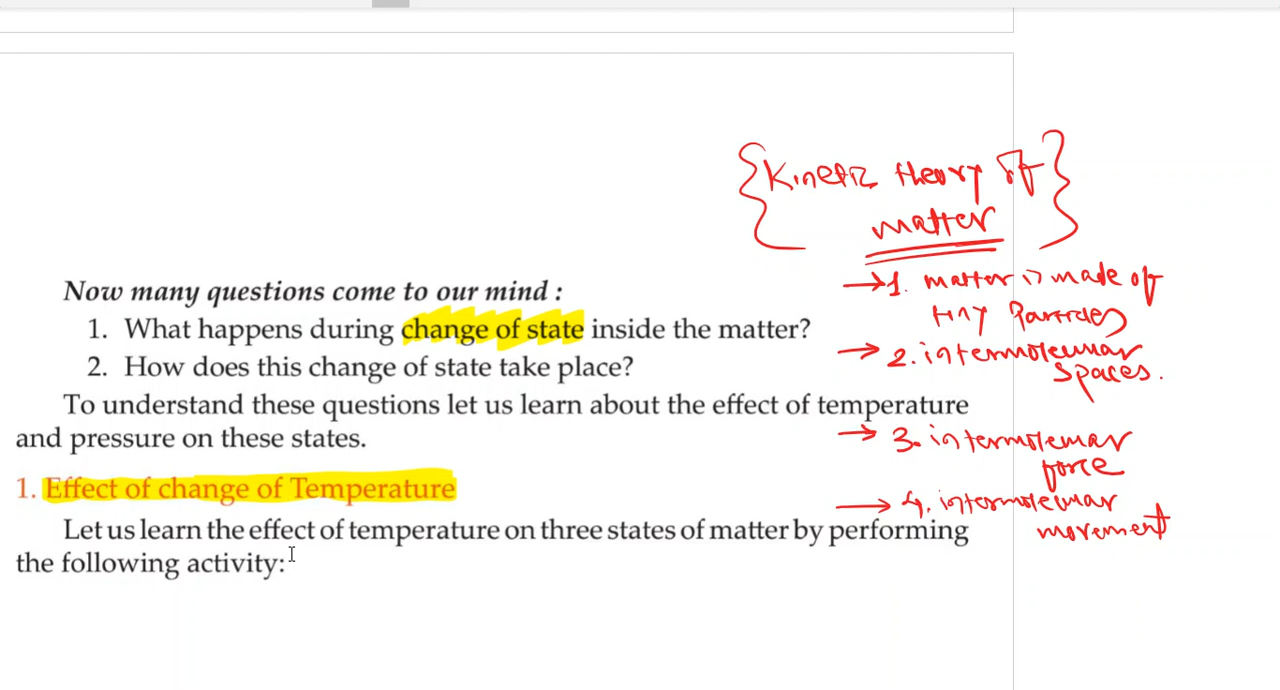 Kinetic theory of
matter
Now many questions come to our mind :
1. What happens during change of state inside the matter?
2. How does this change of state take place?
To understand these questions let us learn about the effect of temperature
and pressure on these states.
1. Effect of change of Temperature
Let us learn the effect of temperature on three states of matter by performing
the following activity:
→1. matter is made of
tiny Particles
→ 2. intermolecular
spaces.
→ 3. intermolecular
force
→ 4. intermolecular
movement